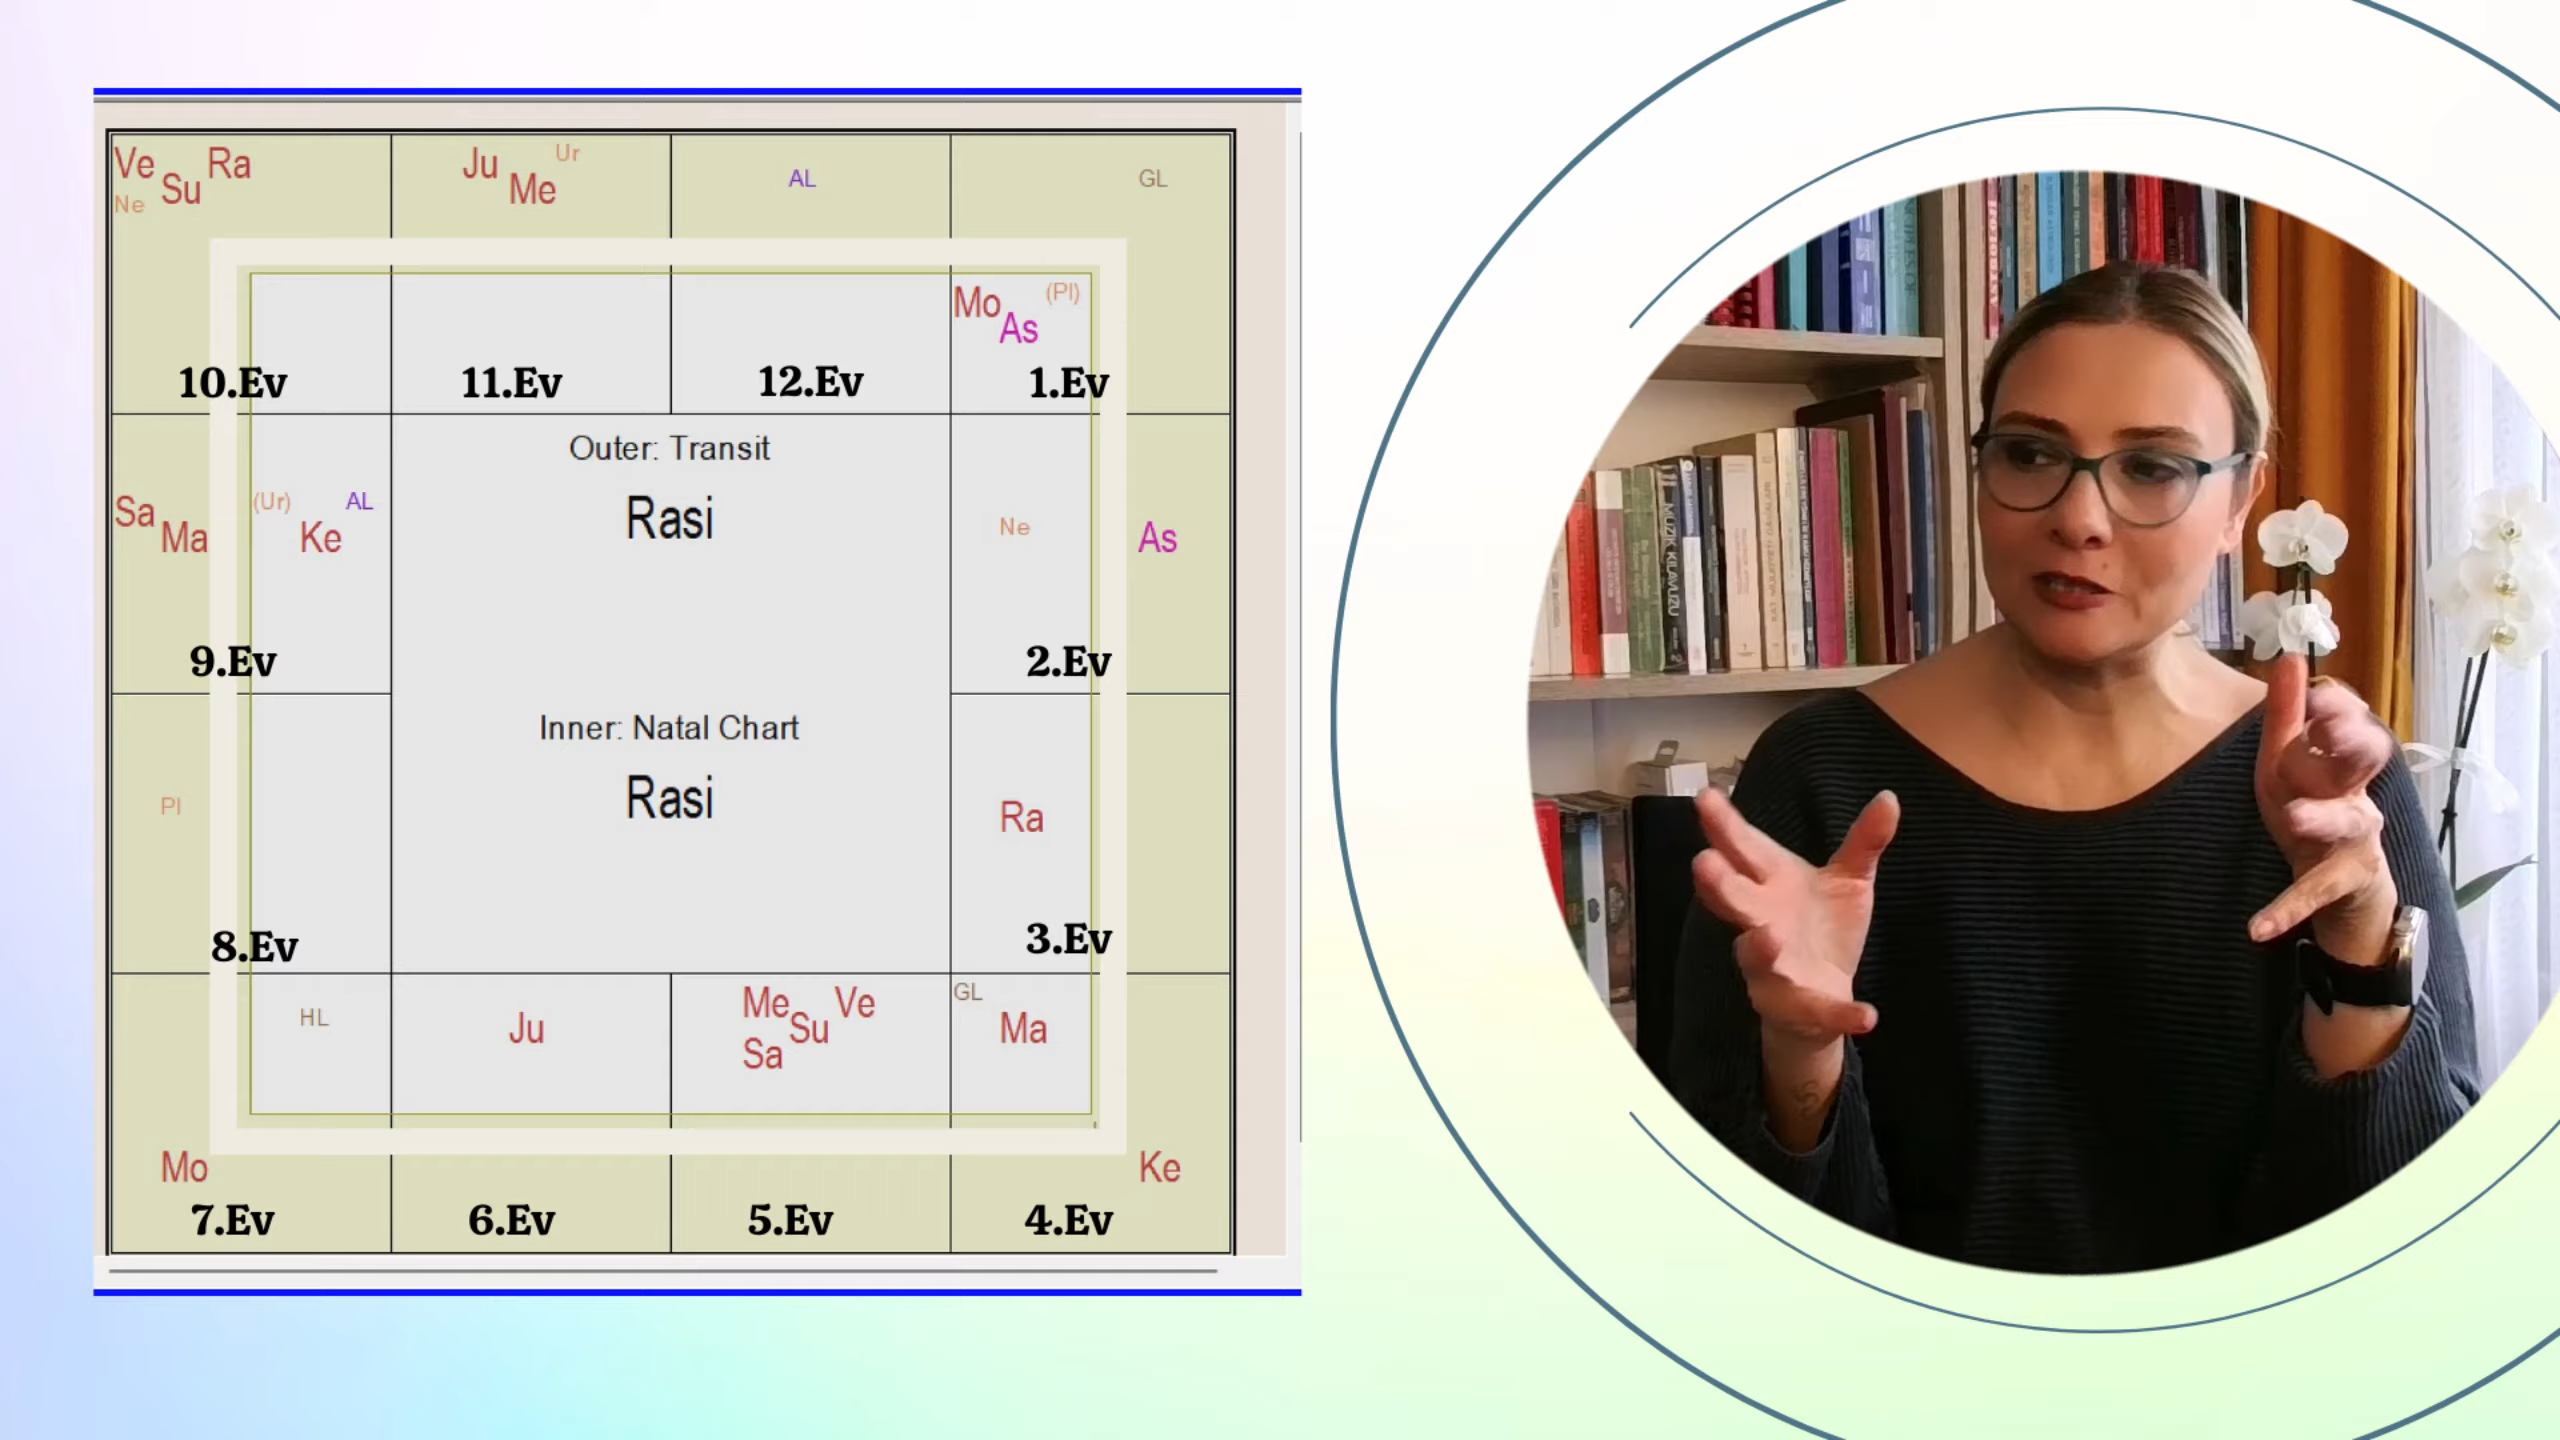 Ve Su Ra
Ne
Ju Me Ur
AL
GL
Mo As (Pl)
10.Ev
11.Ev
12.Ev
1.Ev
Outer: Transit
Rasi
Sa Ma
(Ur) Ke AL
Ne
As
9.Ev
2.Ev
Inner: Natal Chart
Rasi
Pl
Ra
8.Ev
3.Ev
HL
Ju
Me Su Ve
Sa
GL
Ma
Mo
Ke
7.Ev
6.Ev
5.Ev
4.Ev
MÜZİK KILAVUZU